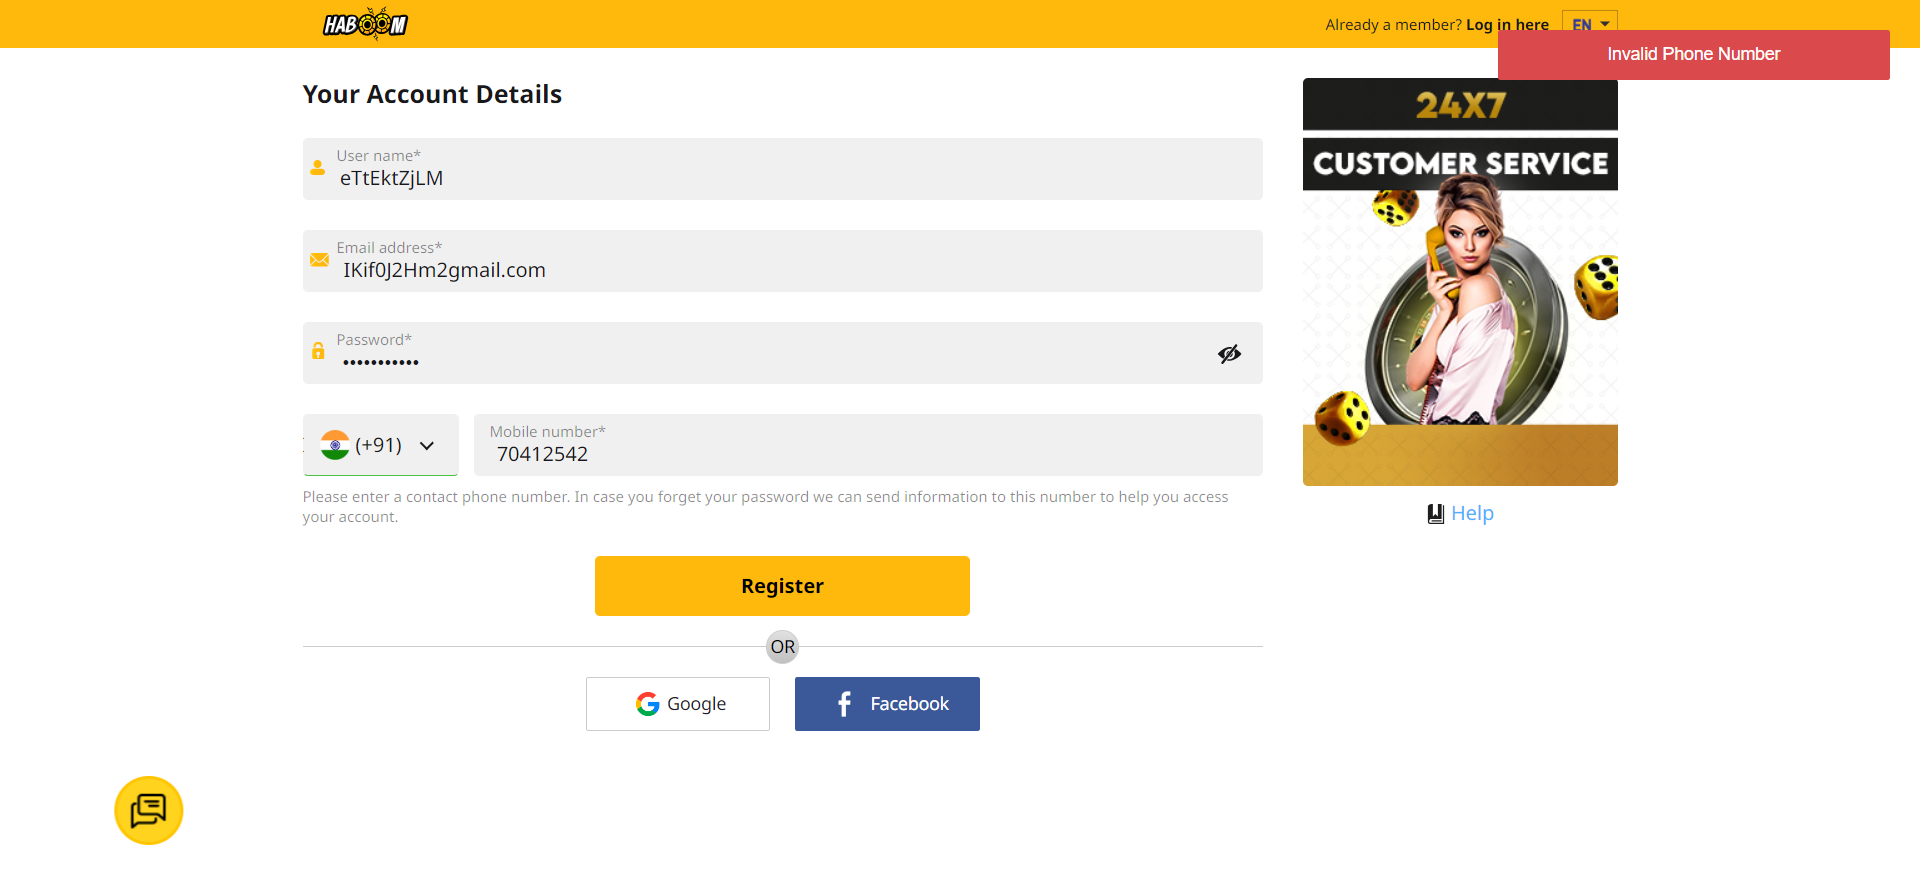 HABOOM
Already a member? Log in here
EN
Invalid Phone Number
Your Account Details
User name*
eTtEktZjLM
Email address*
IKif0J2Hm2gmail.com
Password*
•••••••••••
(+91)
Mobile number*
70412542
Please enter a contact phone number. In case you forget your password we can send information to this number to help you access
your account.
Register
OR
Google
Facebook
24X7
CUSTOMER SERVICE
Help